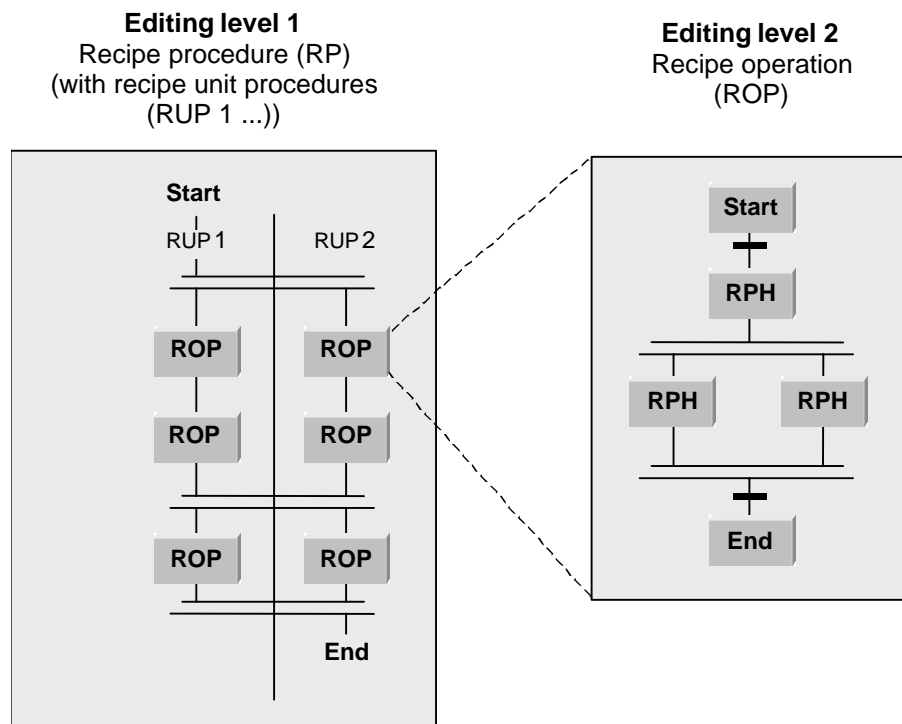 Editing level 1
Recipe procedure (RP)
(with recipe unit procedures
(RUP 1 ...))
Start
RUP 1
RUP 2
ROP
ROP
ROP
ROP
ROP
ROP
End
Editing level 2
Recipe operation
(ROP)
Start
RPH
RPH
RPH
End